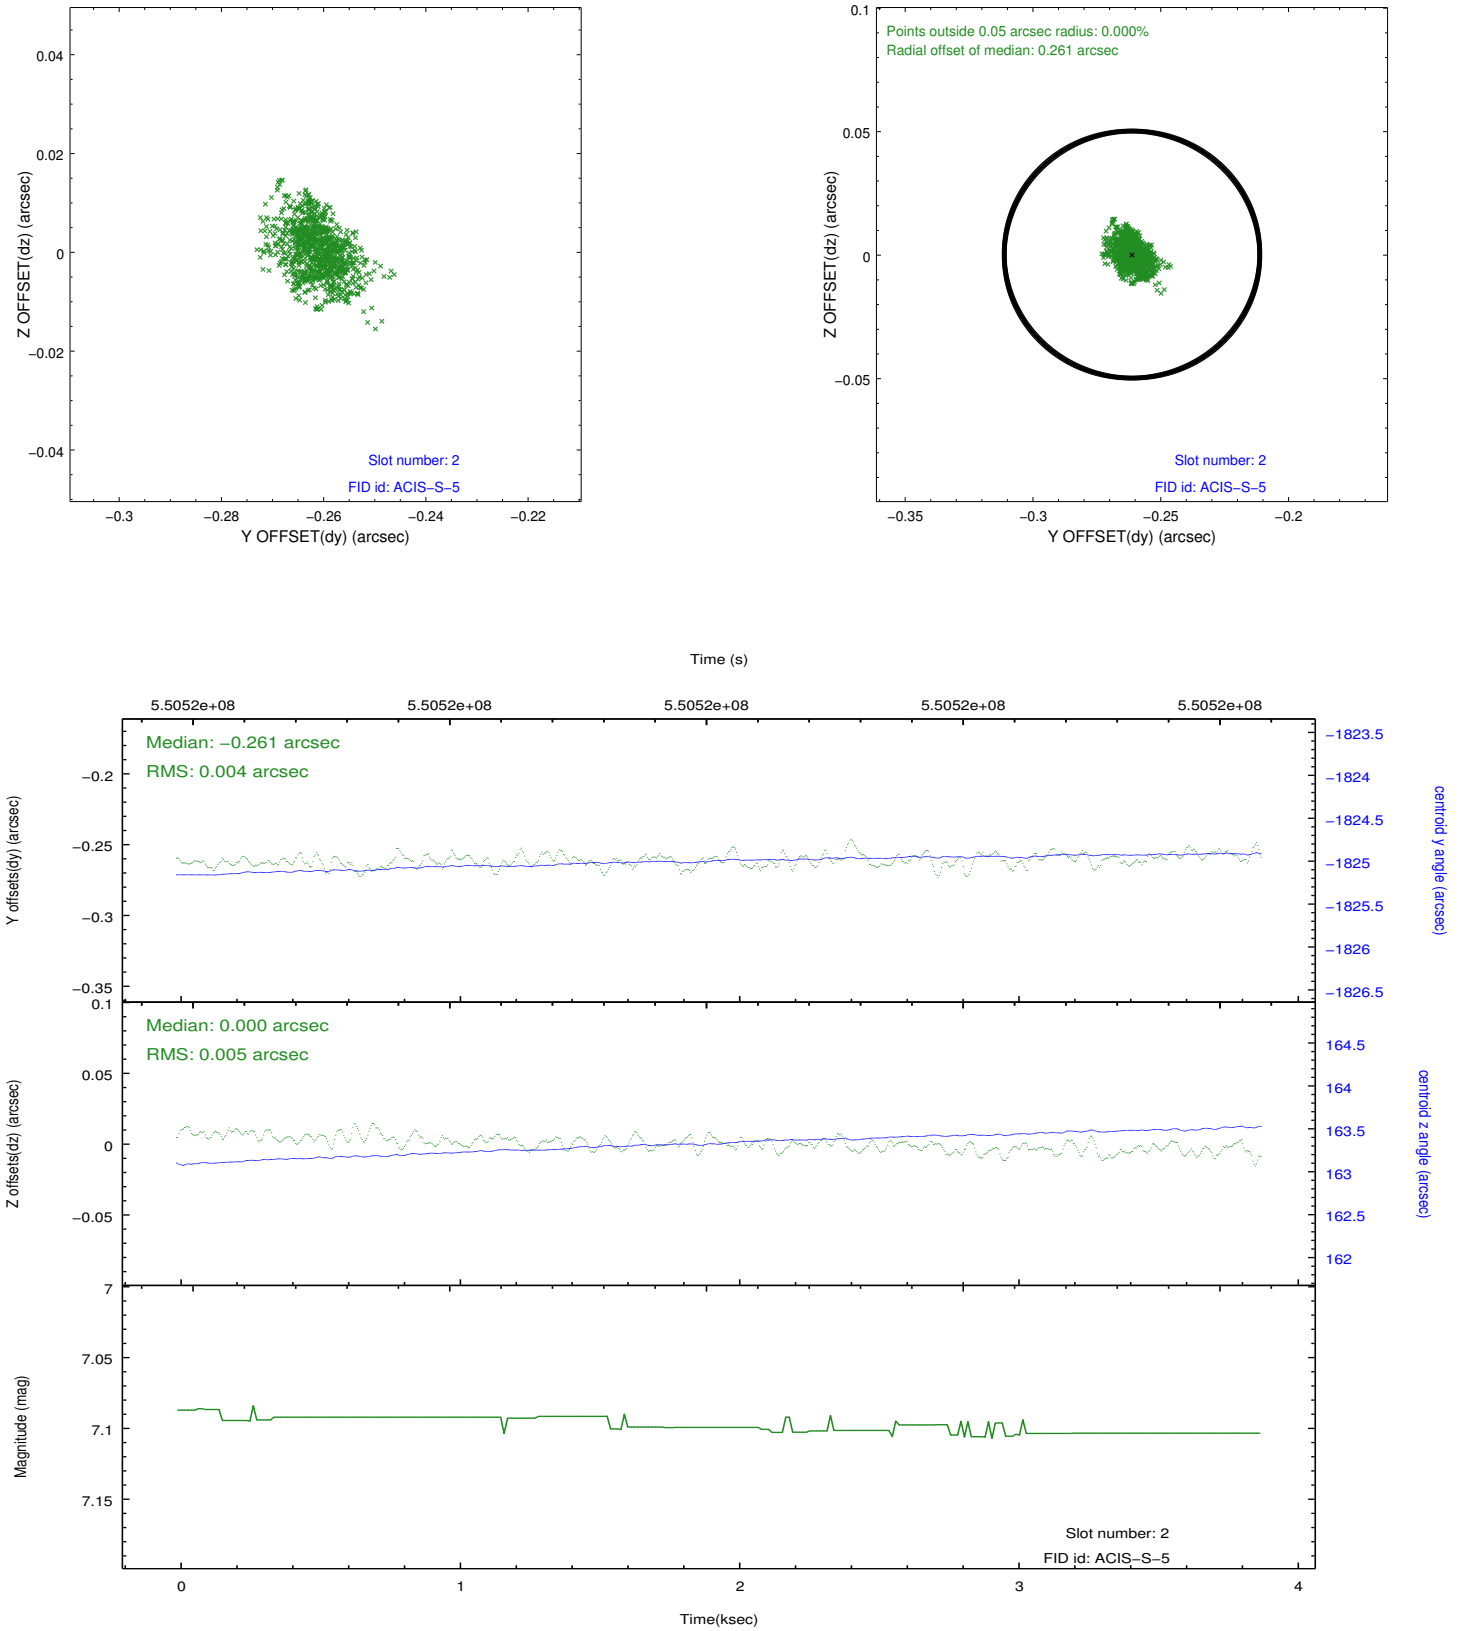 0.04
0.02
0
−0.02
−0.04
Z OFFSET(dz) (arcsec)
Slot number: 2
FID id: ACIS−S−5
−0.3
−0.28
−0.26
−0.24
−0.22
Y OFFSET(dy) (arcsec)
0.1
0.05
0
−0.05
Z OFFSET(dz) (arcsec)
Points outside 0.05 arcsec radius: 0.000%
Radial offset of median: 0.261 arcsec
Slot number: 2
FID id: ACIS−S−5
−0.35
−0.3
−0.25
−0.2
Y OFFSET(dy) (arcsec)
Time (s)
5.5052e+08
5.5052e+08
5.5052e+08
5.5052e+08
5.5052e+08
Median: −0.261 arcsec
RMS: 0.004 arcsec
−0.2
−0.25
−0.3
−0.35
Y offsets(dy) (arcsec)
−1823.5
−1824
−1824.5
−1825
−1825.5
−1826
−1826.5
centroid y angle (arcsec)
Median: 0.000 arcsec
RMS: 0.005 arcsec
0.1
0.05
0
−0.05
Z offsets(dz) (arcsec)
164.5
164
163.5
163
162.5
162
centroid z angle (arcsec)
7
7.05
7.1
7.15
Magnitude (mag)
Slot number: 2
FID id: ACIS−S−5
0
1
2
3
4
Time(ksec)